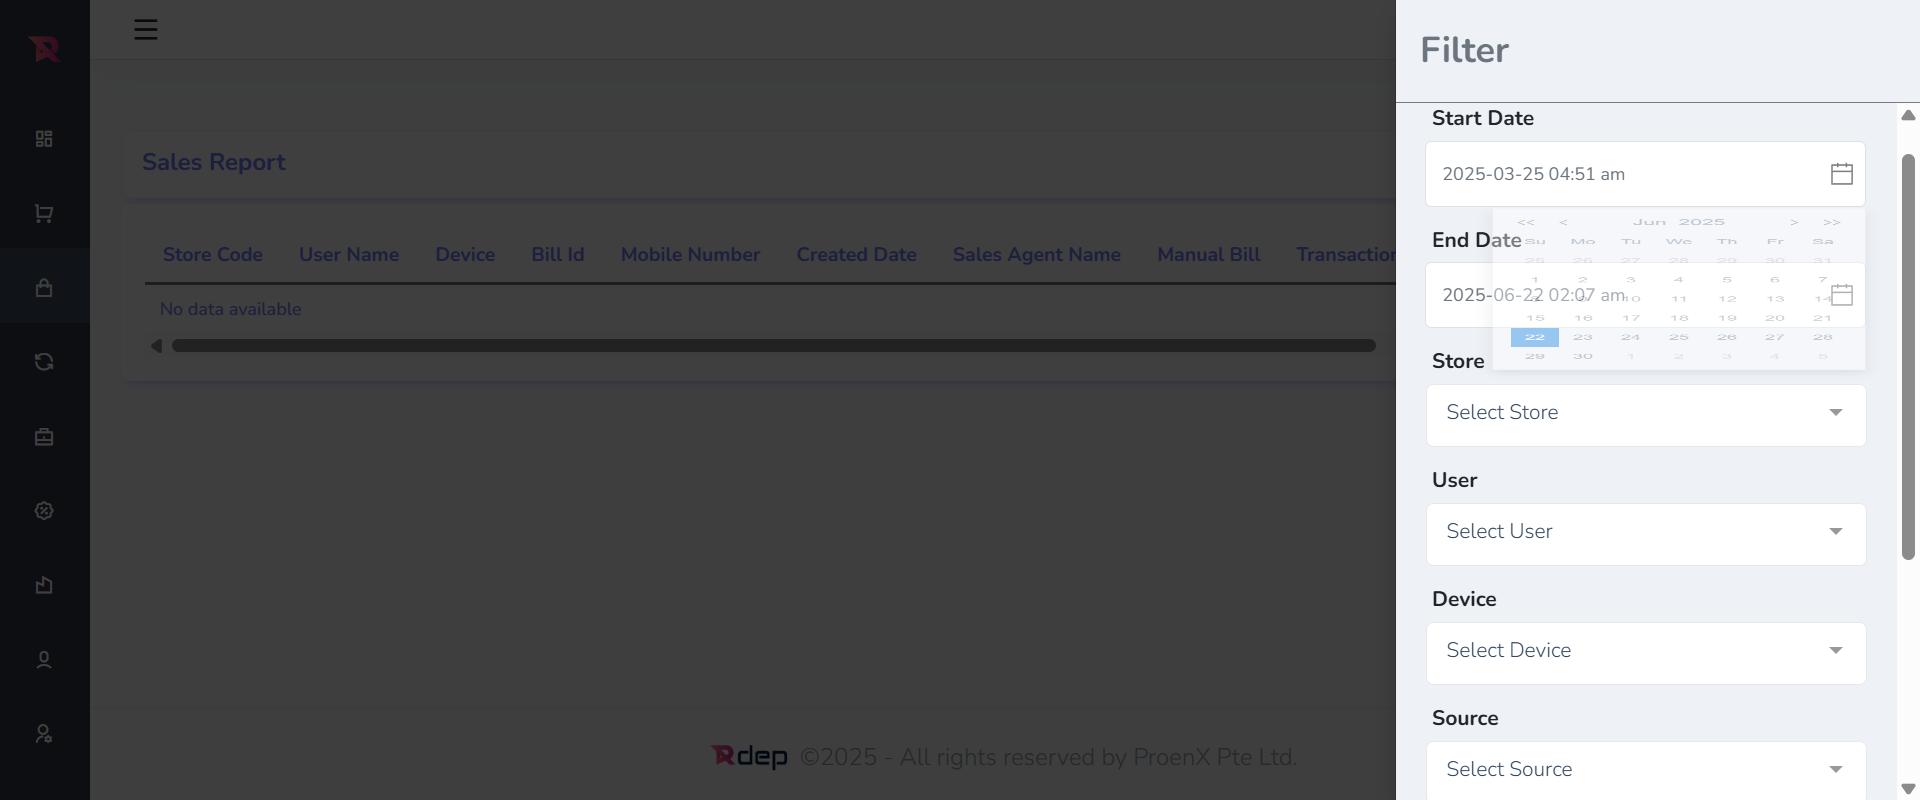 Filter
Start Date
2025-03-25 04:51 am
<< < Jun 2025 > >>
End Date
Su Mo Tu We Th Fr Sa
25 26 27 28 29 30 31
1 2 3 4 5 6 7
2025-06-22 02:07 am
8 9 10 11 12 13 14
15 16 17 18 19 20 21
22 23 24 25 26 27 28
29 30 1 2 3 4 5
Store
Select Store
User
Select User
Device
Select Device
Source
Select Source
Sales Report
Store Code User Name Device Bill Id Mobile Number Created Date Sales Agent Name Manual Bill Transaction
No data available
Rdep ©2025 - All rights reserved by ProenX Pte Ltd.